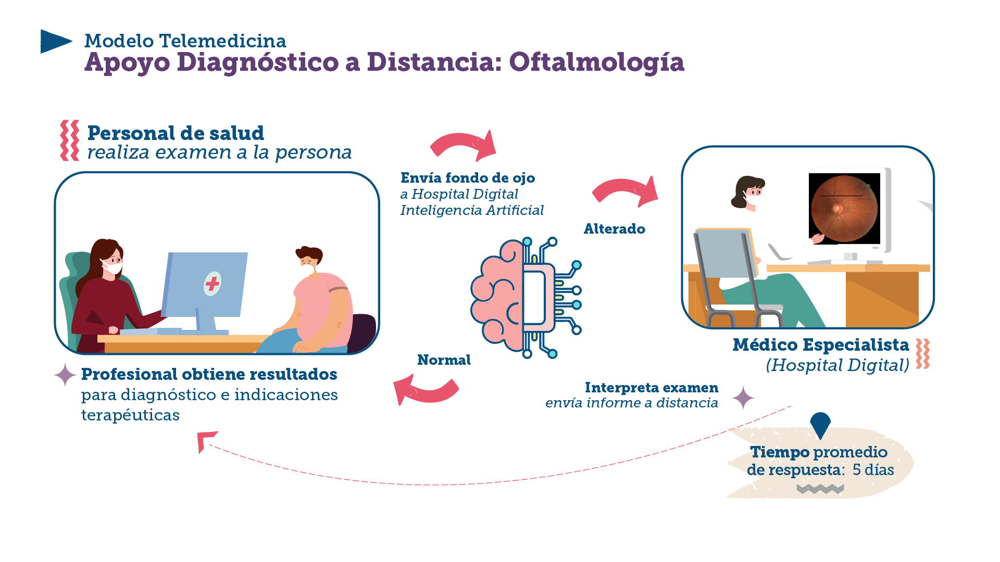 Modelo Telemedicina
Apoyo Diagnóstico a Distancia: Oftalmología
Personal de salud
realiza examen a la persona
Envía fondo de ojo
a Hospital Digital
Inteligencia Artificial
Alterado
Normal
Profesional obtiene resultados
para diagnóstico e indicaciones
terapéuticas
Médico Especialista
(Hospital Digital)
Interpreta examen
envía informe a distancia
Tiempo promedio
de respuesta: 5 días